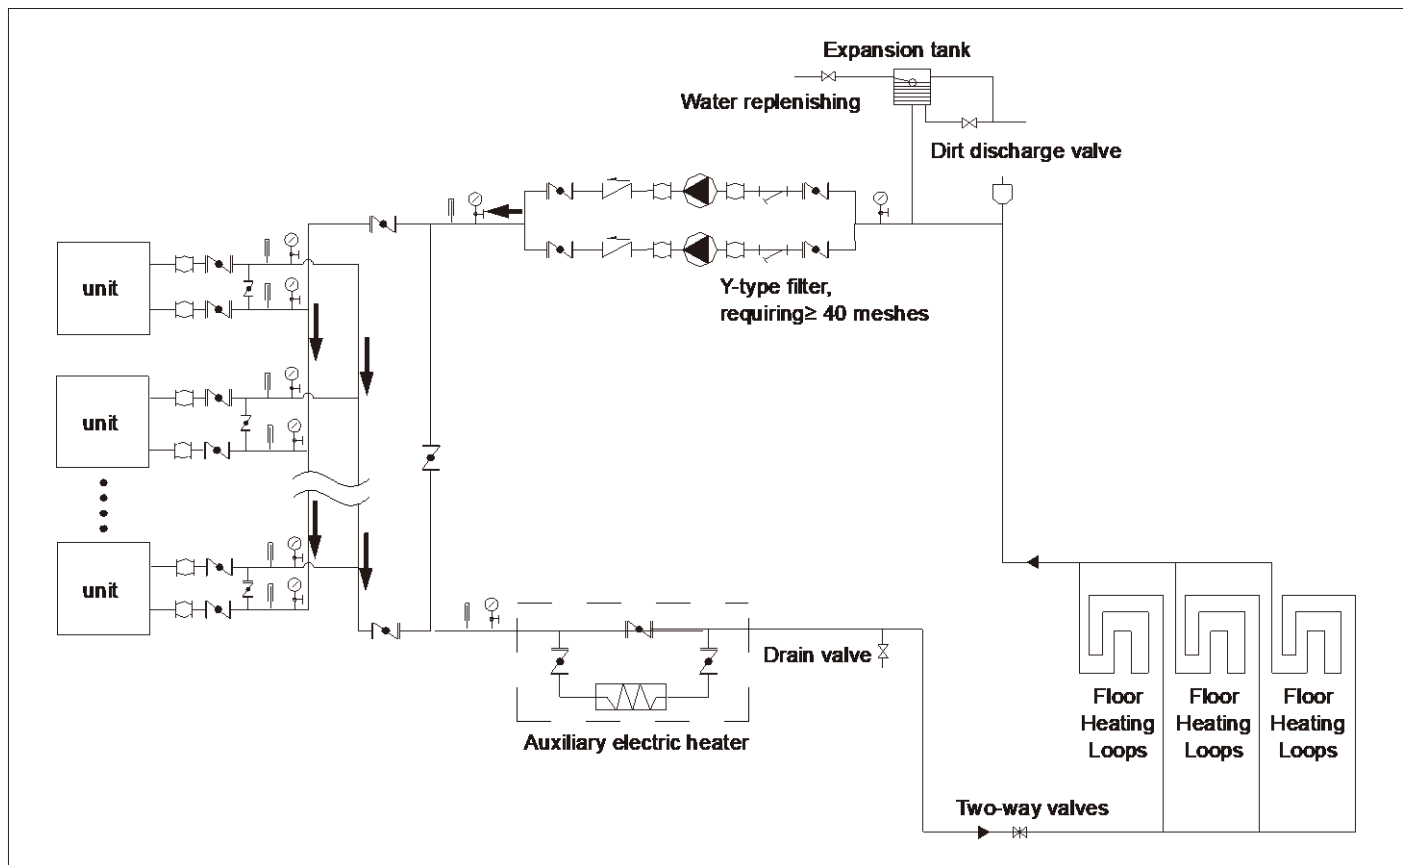 Expansion tank
Water replenishing
Dirt discharge valve
unit
Y-type filter,
requiring≥ 40 meshes
unit
unit
Drain valve
Auxiliary electric heater
Floor
Heating
Loops
Floor
Heating
Loops
Floor
Heating
Loops
Two-way valves